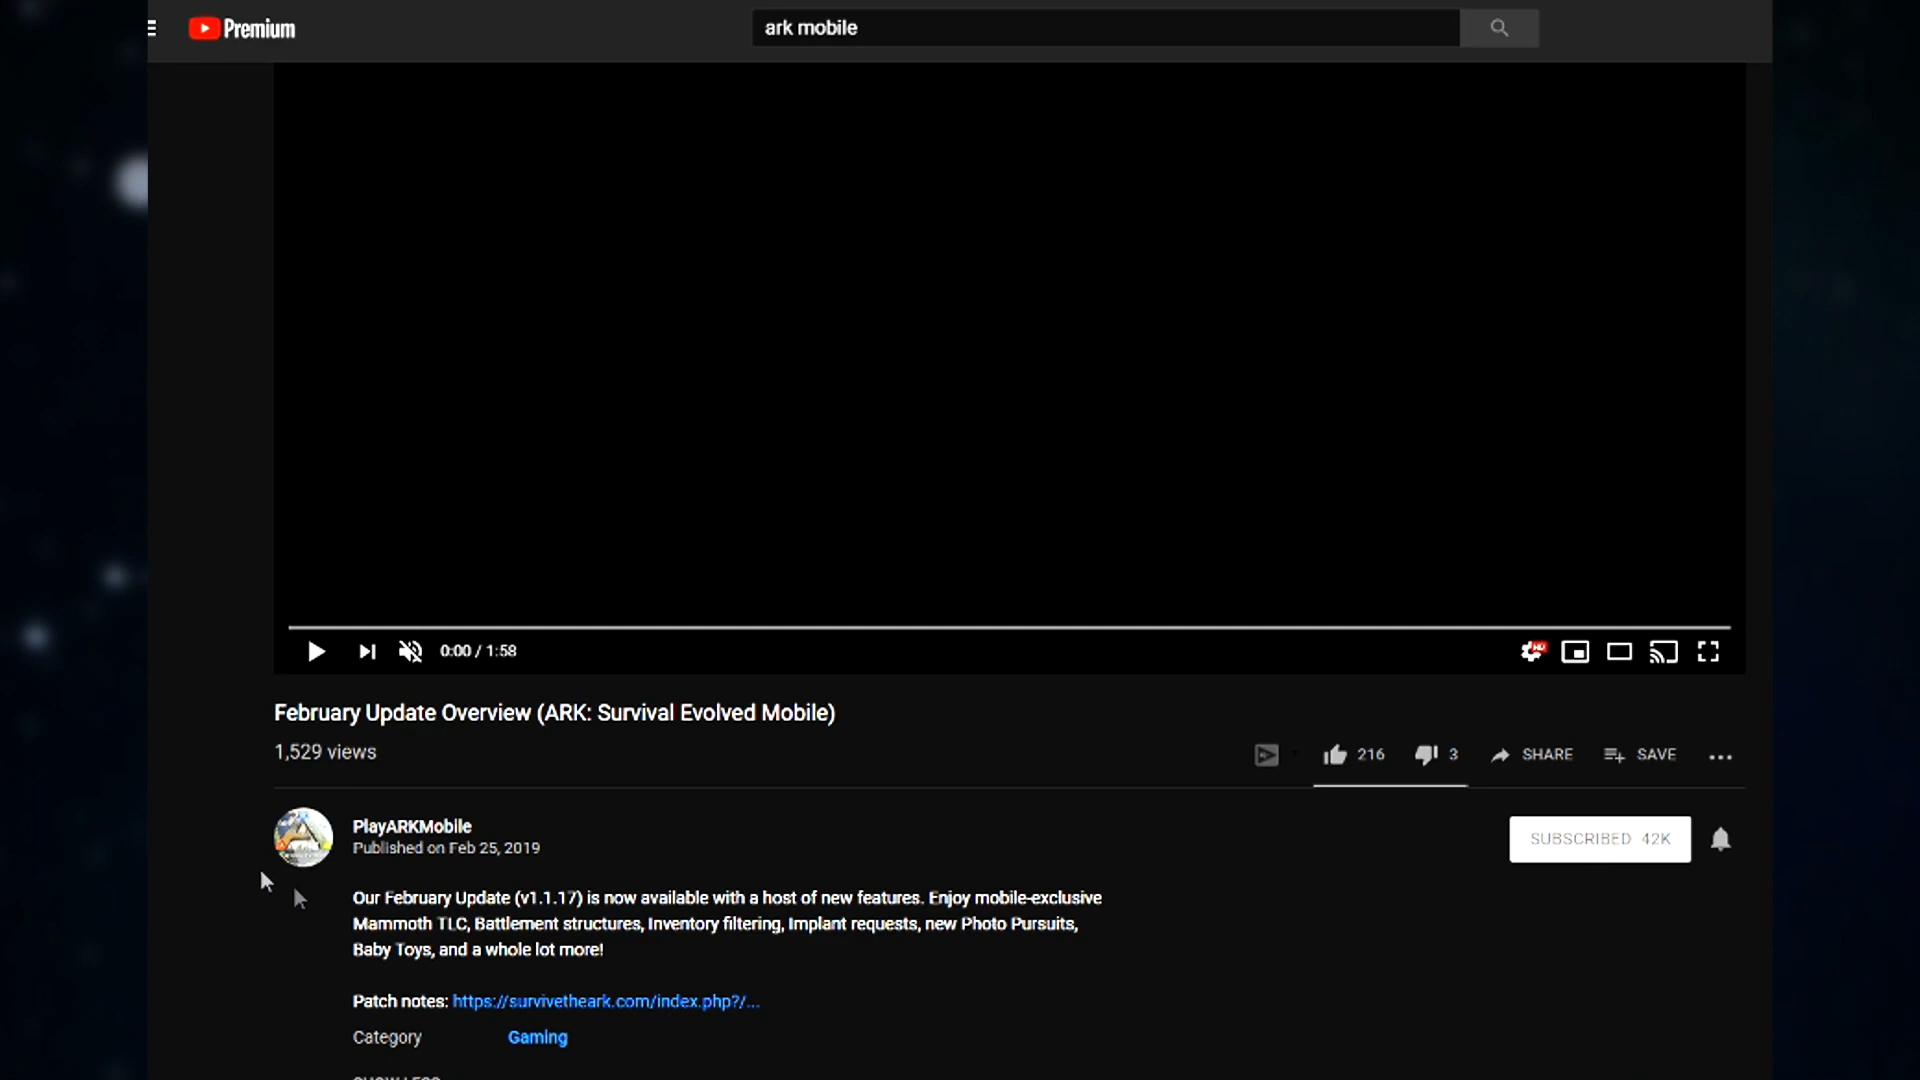 Premium
ark mobile
0:00 / 1:58
HD
February Update Overview (ARK: Survival Evolved Mobile)
1,529 views
216
3
SHARE
SAVE
PlayARKMobile
Published on Feb 25, 2019
SUBSCRIBED 42K
Our February Update (v1.1.17) is now available with a host of new features. Enjoy mobile-exclusive
Mammoth TLC, Battlement structures, Inventory filtering, Implant requests, new Photo Pursuits,
Baby Toys, and a whole lot more!
Patch notes: https://survivetheark.com/index.php?/...
Category Gaming
SHOW LESS